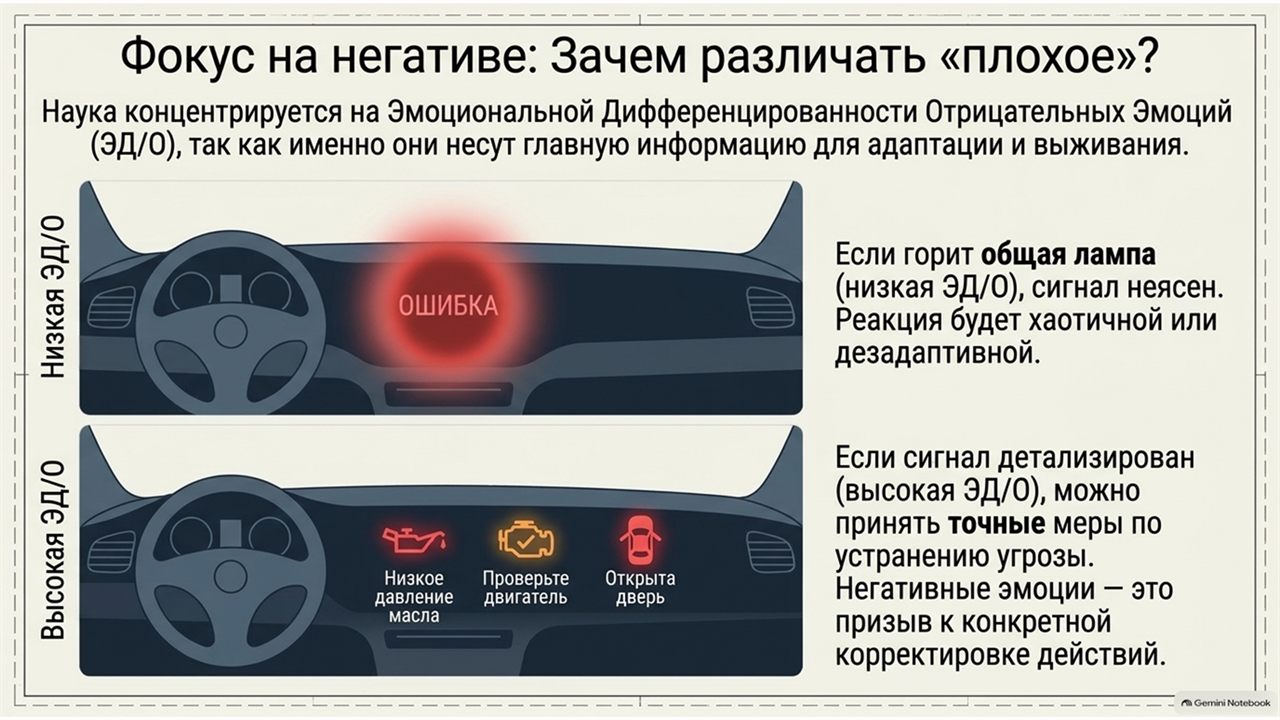 Фокус на негативе: Зачем различать «плохое»?
Наука концентрируется на Эмоциональной Дифференцированности Отрицательных Эмоций
(ЭД/О), так как именно они несут главную информацию для адаптации и выживания.
Низкая ЭД/О
ОШИБКА
Если горит общая лампа
(низкая ЭД/О), сигнал неясен.
Реакция будет хаотичной или
дезадаптивной.
Высокая ЭД/О
Низкое
давление
масла
Проверьте
двигатель
Открыта
дверь
Если сигнал детализирован
(высокая ЭД/О), можно
принять точные меры по
устранению угрозы.
Негативные эмоции — это
призыв к конкретной
корректировке действий.
Gemini Notebook